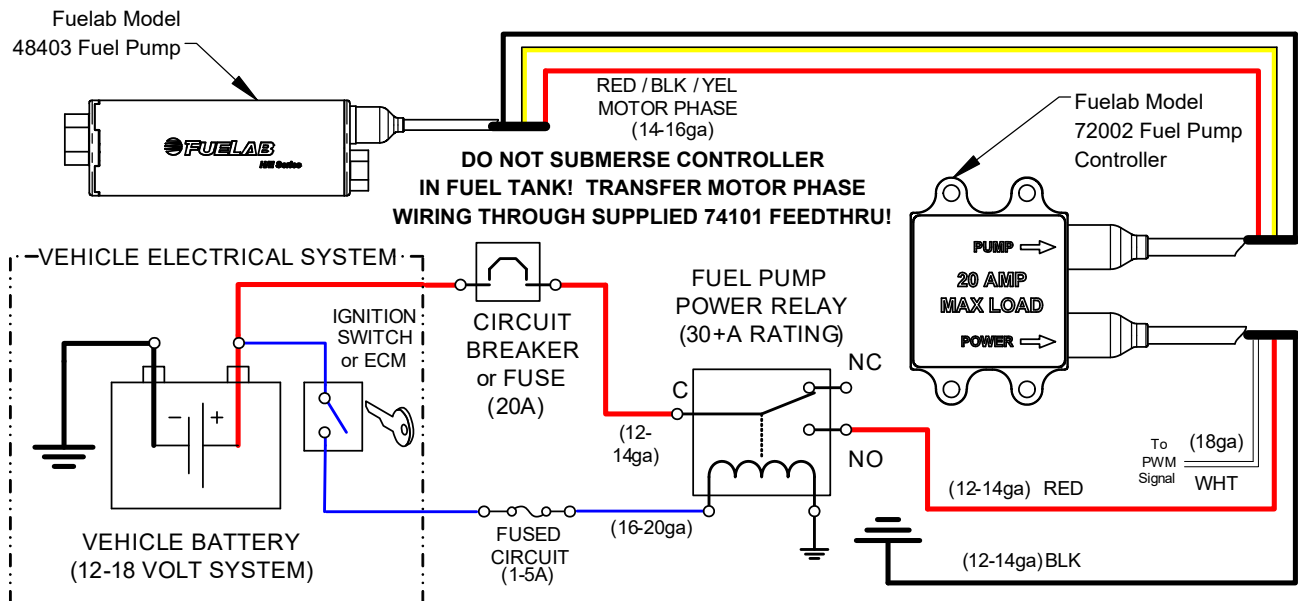 Fuelab Model
48403 Fuel Pump
FUELAB
RED / BLK / YEL
MOTOR PHASE
(14-16ga)
DO NOT SUBMERSE CONTROLLER
IN FUEL TANK! TRANSFER MOTOR PHASE
WIRING THROUGH SUPPLIED 74101 FEEDTHRU!
Fuelab Model
72002 Fuel Pump
Controller
PUMP
20 AMP
MAX LOAD
POWER
VEHICLE ELECTRICAL SYSTEM
IGNITION
SWITCH
or ECM
- +
VEHICLE BATTERY
(12-18 VOLT SYSTEM)
CIRCUIT
BREAKER
or FUSE
(20A)
FUEL PUMP
POWER RELAY
(30+A RATING)
C
NC
NO
(12-
14ga)
FUSED
CIRCUIT
(1-5A)
(16-20ga)
To
PWM
Signal
(18ga)
WHT
(12-14ga) RED
(12-14ga) BLK